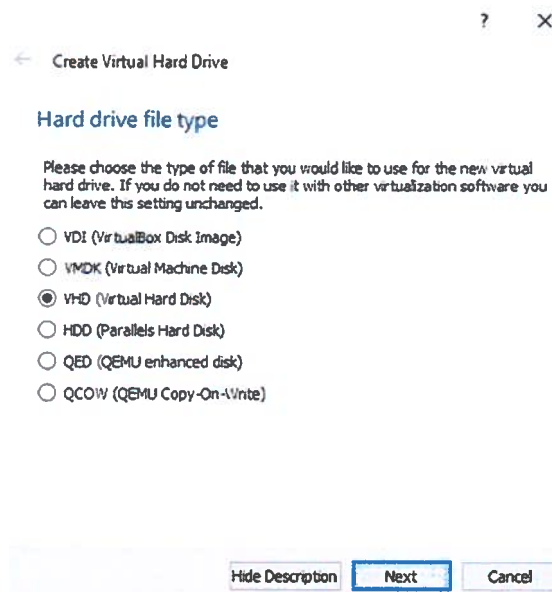 ?
Create Virtual Hard Drive
Hard drive file type
Please choose the type of file that you would like to use for the new virtual
hard drive. If you do not need to use it with other virtualization software you
can leave this setting unchanged.
VDI (VirtualBox Disk Image)
VMDK (Virtual Machine Disk)
VHD (Virtual Hard Disk)
HDD (Parallels Hard Disk)
QED (QEMU enhanced disk)
QCOW (QEMU Copy-On-Write)
Hide Description Next Cancel